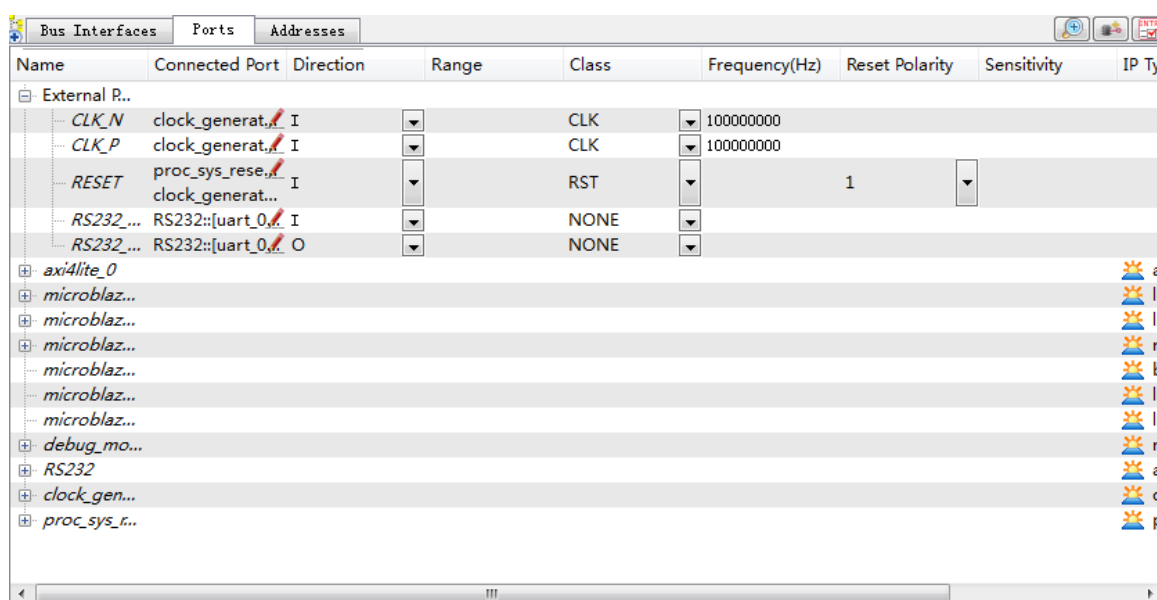 Bus Interfaces Ports Addresses
Name Connected Port Direction Range Class Frequency(Hz) Reset Polarity Sensitivity IP Ty
External P...
CLK_N clock_generat... I CLK 100000000
CLK_P clock_generat... I CLK 100000000
RESET proc_sys_rese... I RST 1
clock_generat...
RS232_... RS232::[uart_0... I NONE
RS232_... RS232::[uart_0... O NONE
axi4lite_0
microblaz...
microblaz...
microblaz...
microblaz...
microblaz...
microblaz...
debug_mo...
RS232
clock_gen...
proc_sys_r...